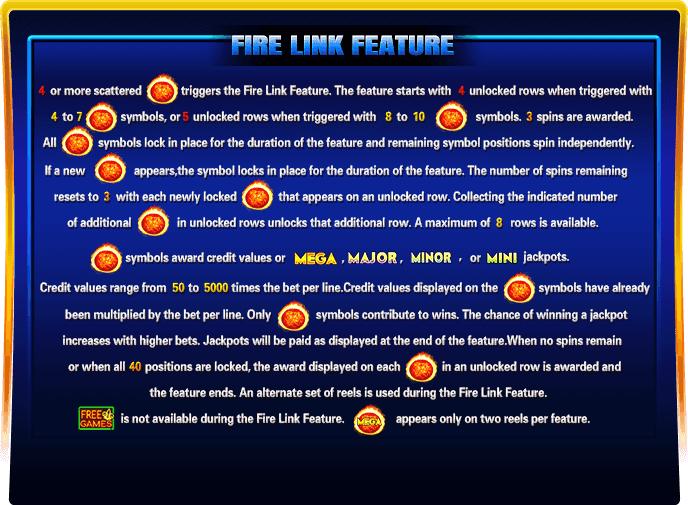 FIRE LINK FEATURE
4 or more scattered triggers the Fire Link Feature. The feature starts with 4 unlocked rows when triggered with
4 to 7 symbols, or 5 unlocked rows when triggered with 8 to 10 symbols. 3 spins are awarded.
All symbols lock in place for the duration of the feature and remaining symbol positions spin independently.
If a new appears,the symbol locks in place for the duration of the feature. The number of spins remaining
resets to 3 with each newly locked that appears on an unlocked row. Collecting the indicated number
of additional in unlocked rows unlocks that additional row. A maximum of 8 rows is available.
symbols award credit values or MEGA , MAJOR , MINOR , or MINI jackpots.
Credit values range from 50 to 5000 times the bet per line.Credit values displayed on the symbols have already
been multiplied by the bet per line. Only symbols contribute to wins. The chance of winning a jackpot
increases with higher bets. Jackpots will be paid as displayed at the end of the feature.When no spins remain
or when all 40 positions are locked, the award displayed on each in an unlocked row is awarded and
the feature ends. An alternate set of reels is used during the Fire Link Feature.
FREE GAMES is not available during the Fire Link Feature. MEGA appears only on two reels per feature.